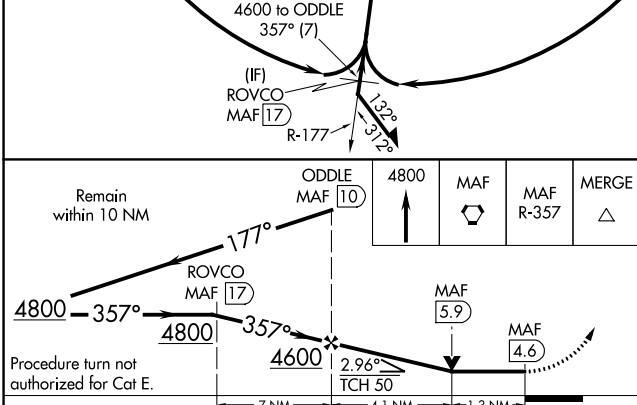 4600 to ODDLE
357° (7)
(IF)
ROVCO
MAF 17
R-177
132°
312°
ODDLE
MAF 10
Remain
within 10 NM
177°
4800
MAF
MAF
R-357
MERGE
ROVCO
MAF 17
4800
357°
4800
357°
4600
MAF
5.9
MAF
4.6
2.96°
TCH 50
Procedure turn not
authorized for Cat E.
7 NM
4.1 NM
1.3 NM